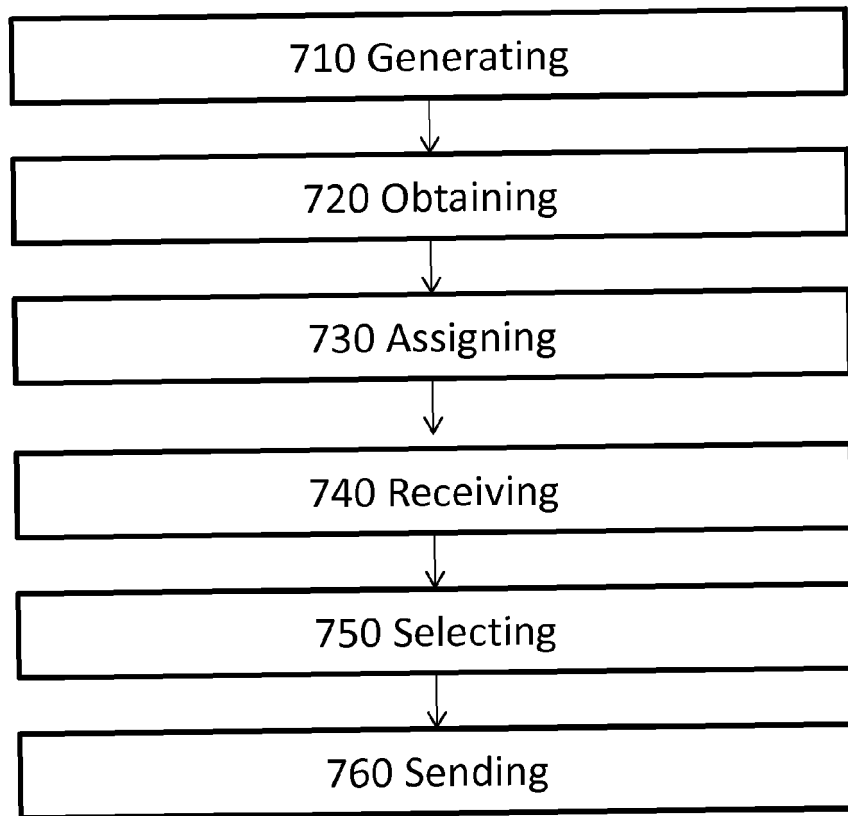 710 Generating
720 Obtaining
730 Assigning
740 Receiving
750 Selecting
760 Sending